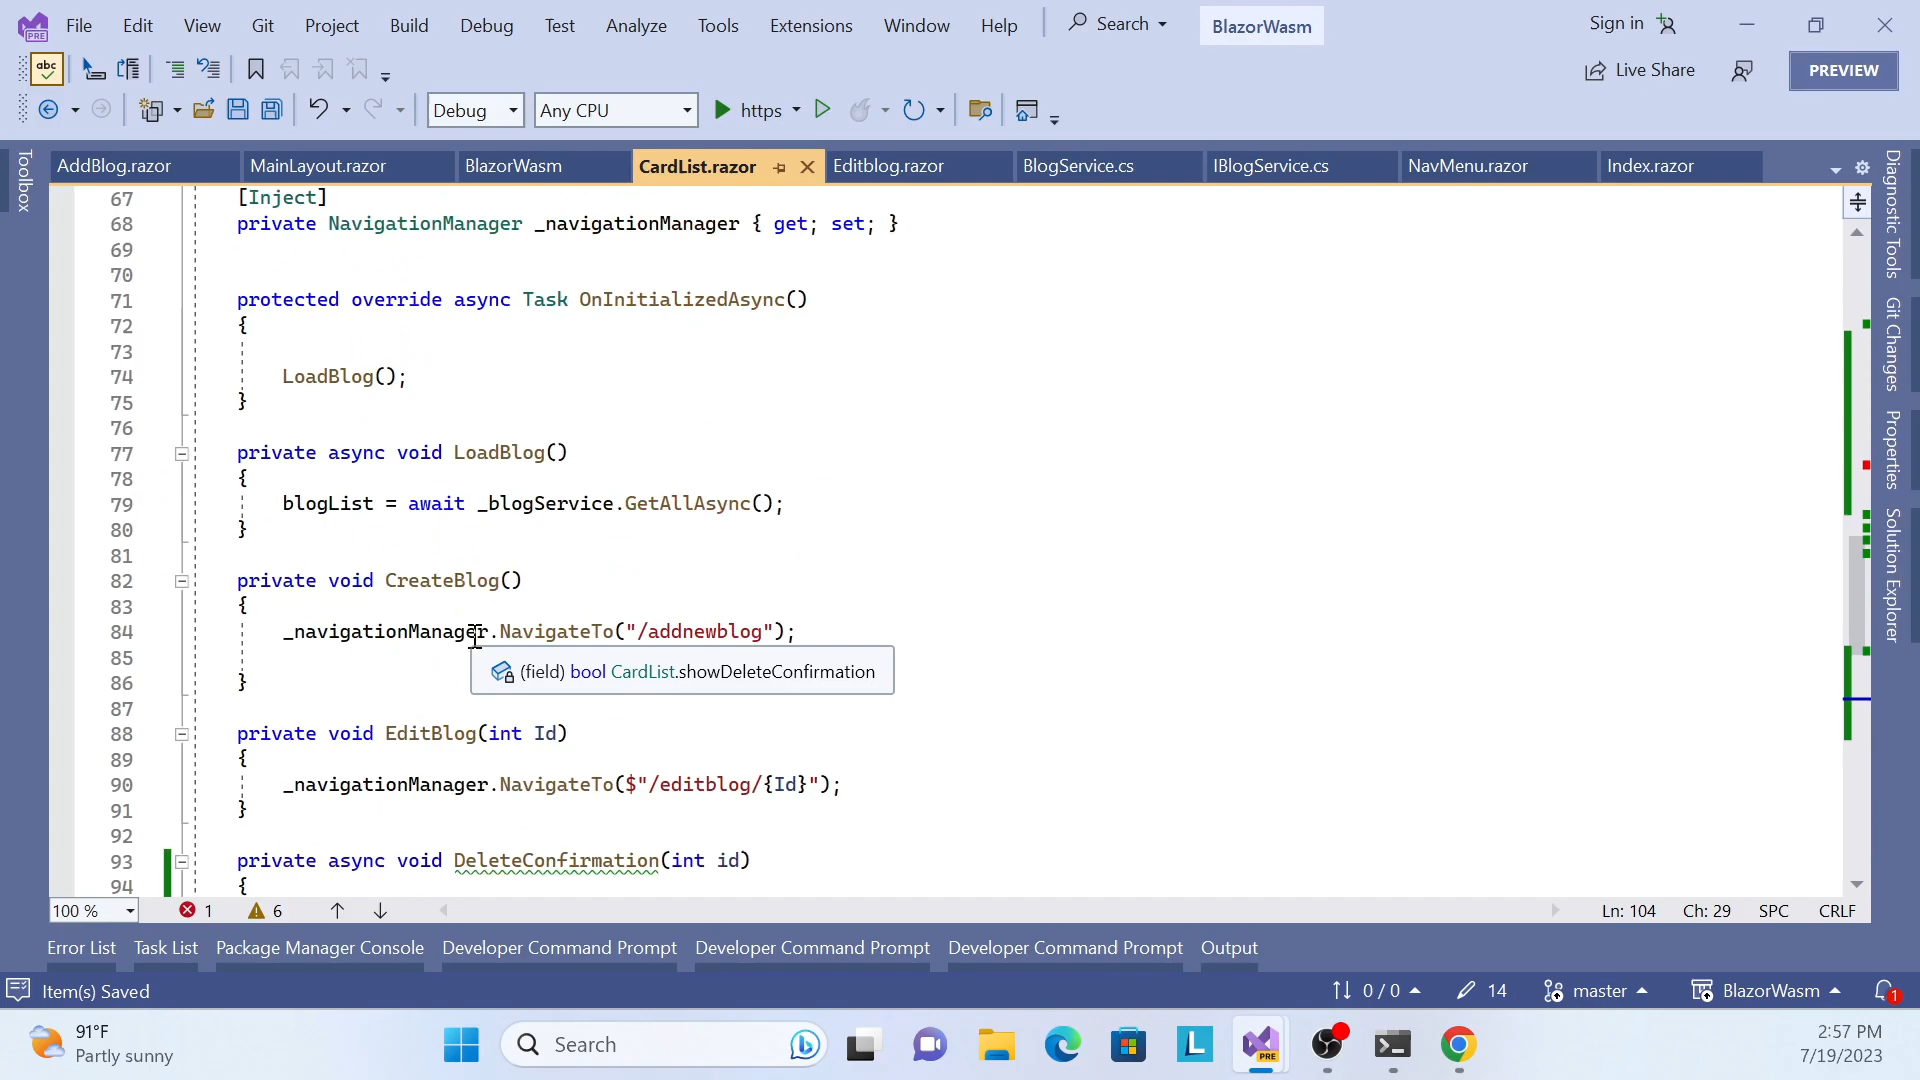 File Edit View Git Project Build Debug Test Analyze Tools Extensions Window Help Search BlazorWasm Sign in
PRE
abc
Live Share PREVIEW
Debug Any CPU https
Toolbox
AddBlog.razor MainLayout.razor BlazorWasm CardList.razor Editblog.razor BlogService.cs IBlogService.cs NavMenu.razor Index.razor
67 [Inject]
68 private NavigationManager _navigationManager { get; set; }
69
70
71 protected override async Task OnInitializedAsync()
72 {
73
74 LoadBlog();
75 }
76
77 private async void LoadBlog()
78 {
79 blogList = await _blogService.GetAllAsync();
80 }
81
82 private void CreateBlog()
83 {
84 _navigationManager.NavigateTo("/addnewblog");
85
(field) bool CardList.showDeleteConfirmation
86 }
87
88 private void EditBlog(int Id)
89 {
90 _navigationManager.NavigateTo($"/editblog/{Id}");
91 }
92
93 private async void DeleteConfirmation(int id)
94 {
Diagnostic Tools
Git Changes
Properties
Solution Explorer
100 % 1 6 Ln: 104 Ch: 29 SPC CRLF
Error List Task List Package Manager Console Developer Command Prompt Developer Command Prompt Developer Command Prompt Output
Item(s) Saved 0 / 0 14 master BlazorWasm 1
91°F
Partly sunny
Search
L
PRE
2:57 PM
7/19/2023